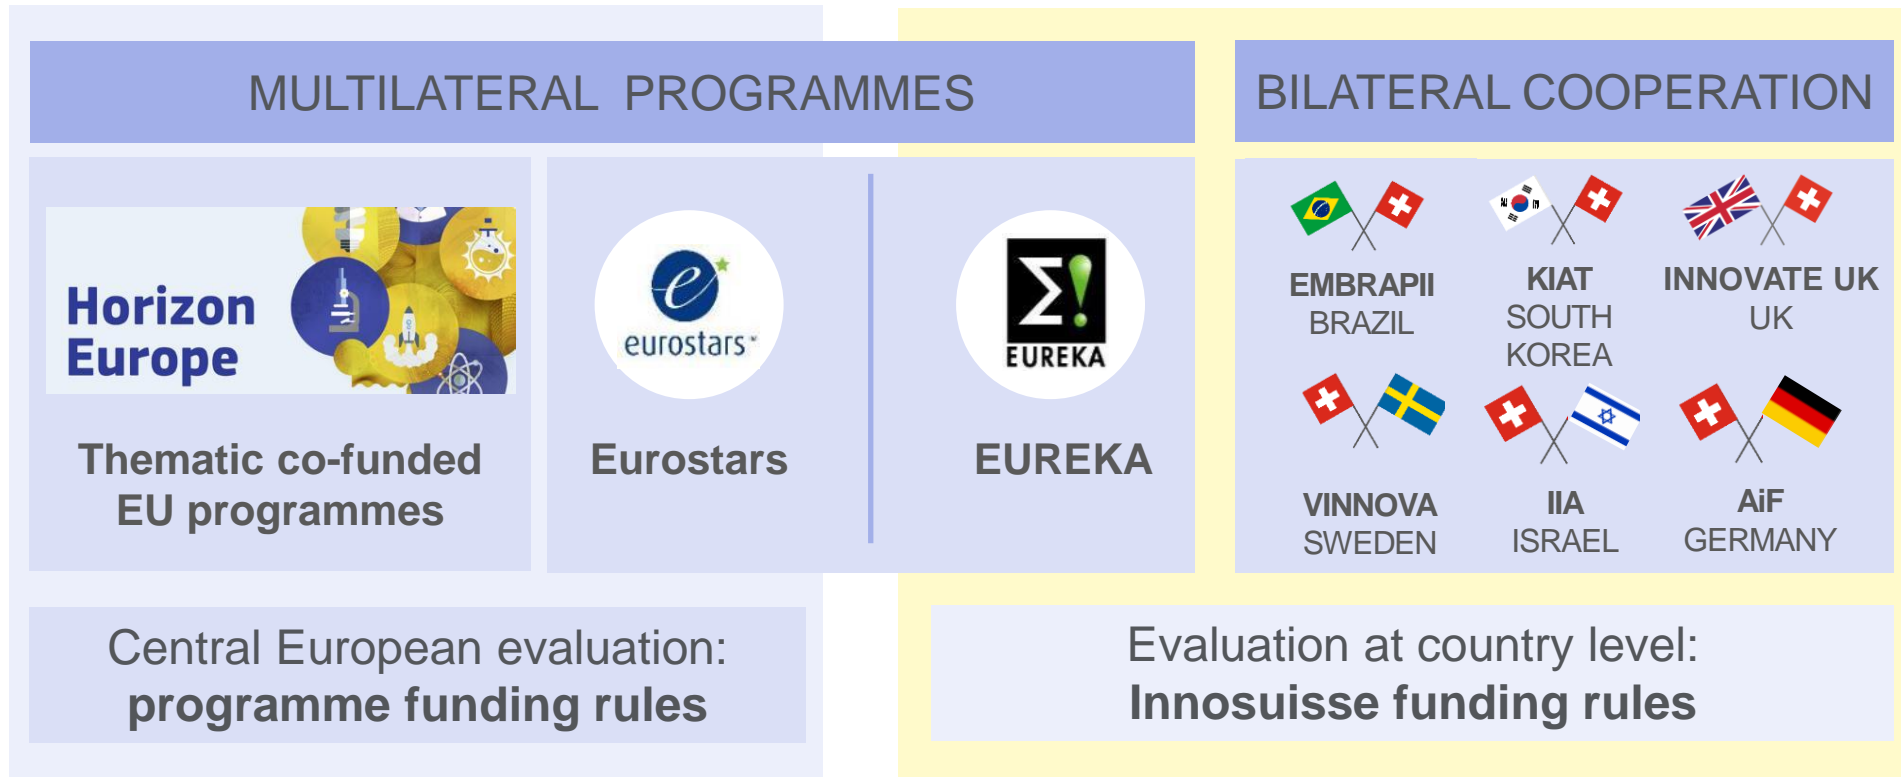 MULTILATERAL PROGRAMMES
BILATERAL COOPERATION
Horizon
Europe
Thematic co-funded
EU programmes
e
eurostars™
Eurostars
Σ!
EUREKA
EUREKA
EMBRAPII
BRAZIL
KIAT
SOUTH
KOREA
INNOVATE UK
UK
VINNOVA
SWEDEN
IIA
ISRAEL
AiF
GERMANY
Central European evaluation:
programme funding rules
Evaluation at country level:
Innosuisse funding rules